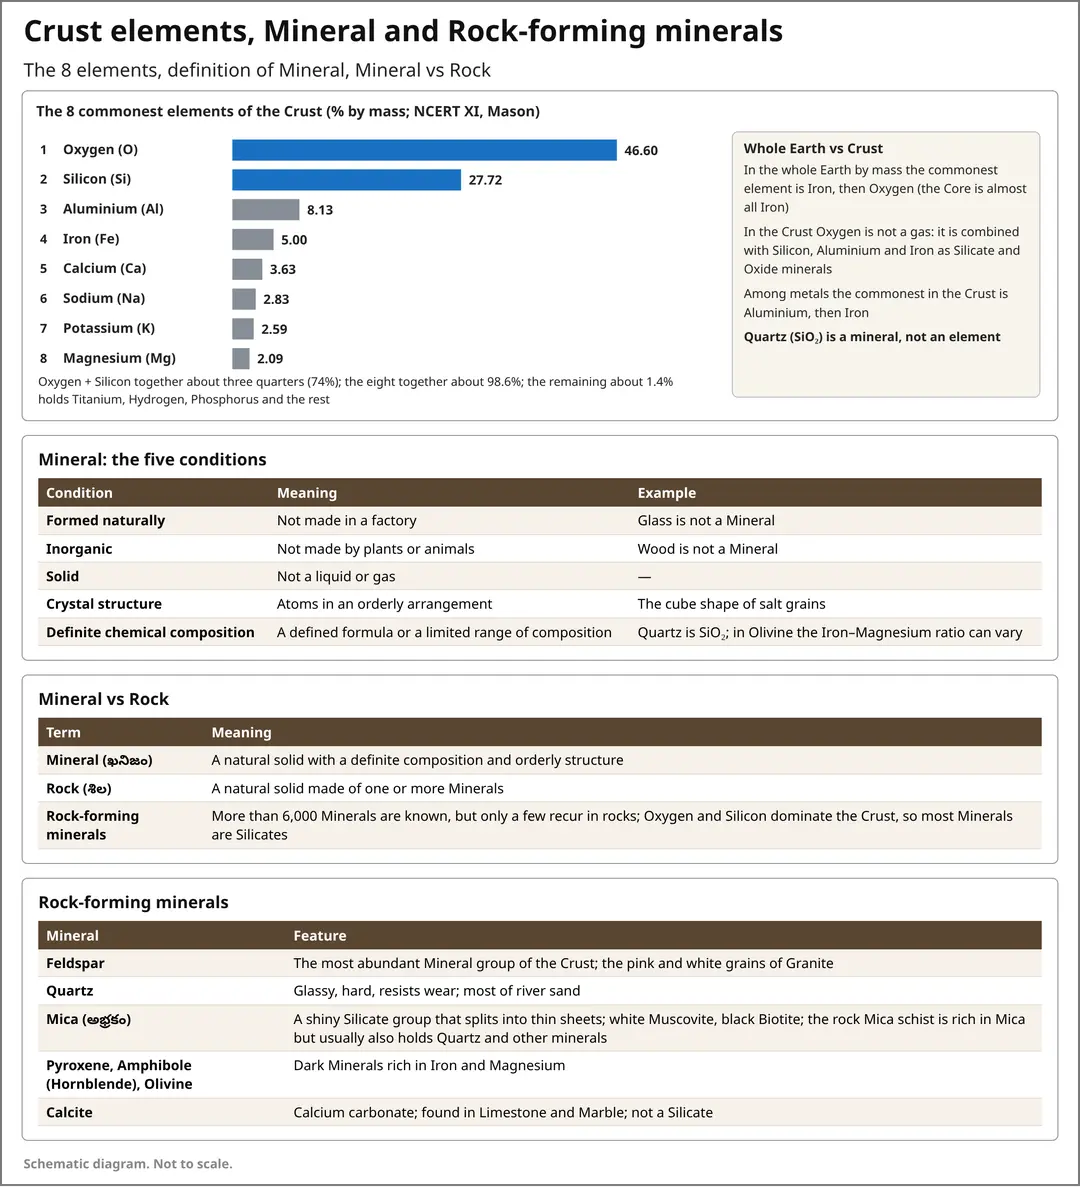 Crust elements, Mineral and Rock-forming minerals
The 8 elements, definition of Mineral, Mineral vs Rock
The 8 commonest elements of the Crust (% by mass; NCERT XI, Mason)
1 Oxygen (O) 46.60
2 Silicon (Si) 27.72
3 Aluminium (Al) 8.13
4 Iron (Fe) 5.00
5 Calcium (Ca) 3.63
6 Sodium (Na) 2.83
7 Potassium (K) 2.59
8 Magnesium (Mg) 2.09
Oxygen + Silicon together about three quarters (74%); the eight together about 98.6%; the remaining about 1.4%
holds Titanium, Hydrogen, Phosphorus and the rest
Whole Earth vs Crust
In the whole Earth by mass the commonest
element is Iron, then Oxygen (the Core is almost
all Iron)
In the Crust Oxygen is not a gas: it is combined
with Silicon, Aluminium and Iron as Silicate and
Oxide minerals
Among metals the commonest in the Crust is
Aluminium, then Iron
Quartz (SiO₂) is a mineral, not an element
Mineral: the five conditions
Condition Meaning Example
Formed naturally Not made in a factory Glass is not a Mineral
Inorganic Not made by plants or animals Wood is not a Mineral
Solid Not a liquid or gas —
Crystal structure Atoms in an orderly arrangement The cube shape of salt grains
Definite chemical composition A defined formula or a limited range of composition Quartz is SiO₂; in Olivine the Iron–Magnesium ratio can vary
Mineral vs Rock
Term Meaning
Mineral (ఖనిజం) A natural solid with a definite composition and orderly structure
Rock (శిల) A natural solid made of one or more Minerals
Rock-forming
minerals
More than 6,000 Minerals are known, but only a few recur in rocks; Oxygen and Silicon dominate the Crust, so most Minerals
are Silicates
Rock-forming minerals
Mineral Feature
Feldspar The most abundant Mineral group of the Crust; the pink and white grains of Granite
Quartz Glassy, hard, resists wear; most of river sand
Mica (అభ్రకం) A shiny Silicate group that splits into thin sheets; white Muscovite, black Biotite; the rock Mica schist is rich in Mica
but usually also holds Quartz and other minerals
Pyroxene, Amphibole
(Hornblende), Olivine
Dark Minerals rich in Iron and Magnesium
Calcite Calcium carbonate; found in Limestone and Marble; not a Silicate
Schematic diagram. Not to scale.